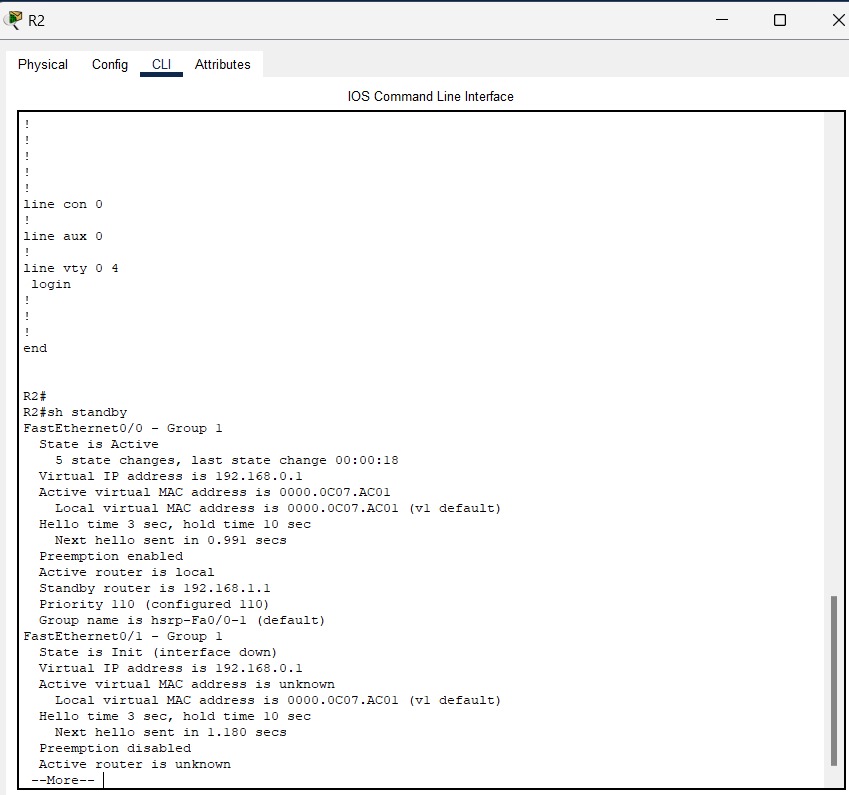 R2
Physical Config CLI Attributes
IOS Command Line Interface
!
!
!
!
!
line con 0
!
line aux 0
!
line vty 0 4
 login
!
!
!
end
R2#
R2#sh standby
FastEthernet0/0 - Group 1
  State is Active
    5 state changes, last state change 00:00:18
  Virtual IP address is 192.168.0.1
  Active virtual MAC address is 0000.0C07.AC01
    Local virtual MAC address is 0000.0C07.AC01 (v1 default)
  Hello time 3 sec, hold time 10 sec
    Next hello sent in 0.991 secs
  Preemption enabled
  Active router is local
  Standby router is 192.168.1.1
  Priority 110 (configured 110)
  Group name is hsrp-Fa0/0-1 (default)
FastEthernet0/1 - Group 1
  State is Init (interface down)
  Virtual IP address is 192.168.0.1
  Active virtual MAC address is unknown
    Local virtual MAC address is 0000.0C07.AC01 (v1 default)
  Hello time 3 sec, hold time 10 sec
    Next hello sent in 1.180 secs
  Preemption disabled
  Active router is unknown
 --More--